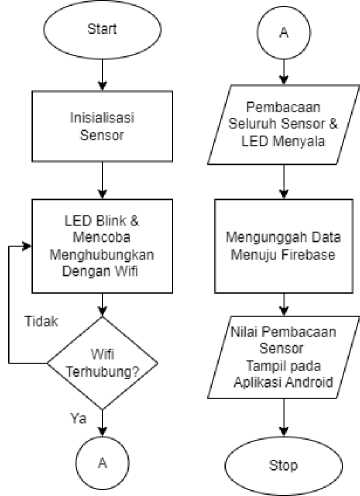 Start
Inisialisasi
Sensor
LED Blink &
Mencoba
Menghubungkan
Dengan Wifi
Tidak
Wifi
Terhubung?
Ya
A
A
Pembacaan
Seluruh Sensor &
LED Menyala
Mengunggah Data
Menuju Firebase
Nilai Pembacaan
Sensor
Tampil pada
Aplikasi Android
Stop